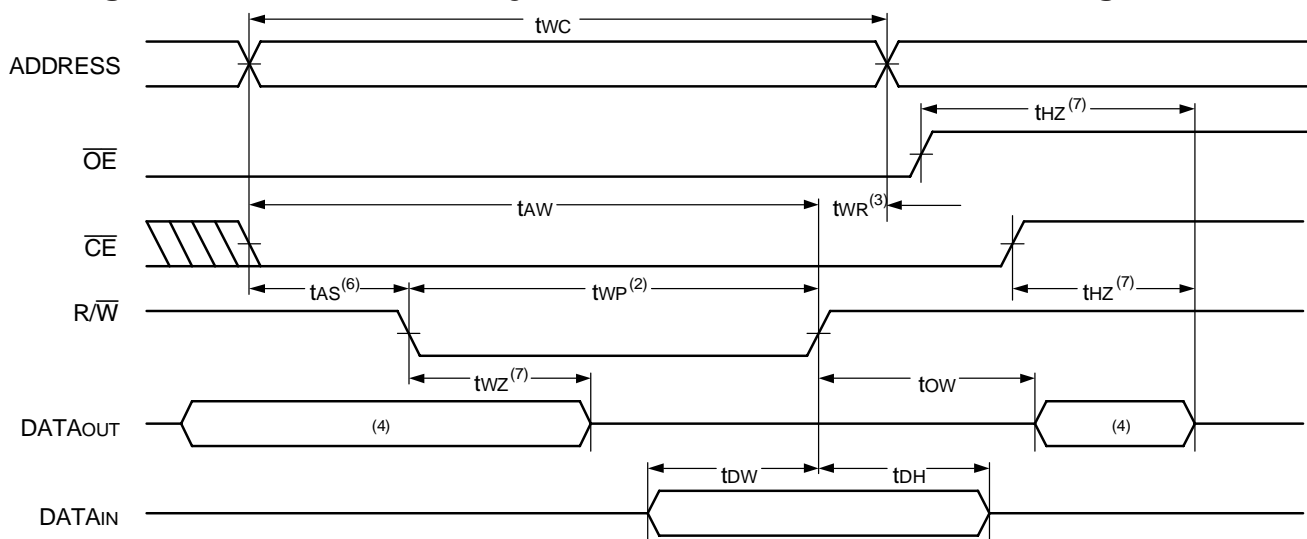 tWC
ADDRESS
tHZ(7)
OE
tAW
tWR(3)
CE
tAS(6)
tWP(2)
tHZ(7)
R/W
tWZ(7)
tOW
DATAOUT
(4)
(4)
tDW
tDH
DATAIN